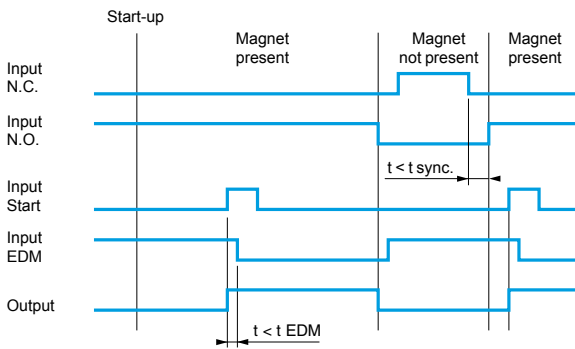 Start-up
Magnet
present
Magnet
not present
Magnet
present
Input
N.C.
Input
N.O.
t < t sync.
Input
Start
Input
EDM
Output
t < t EDM